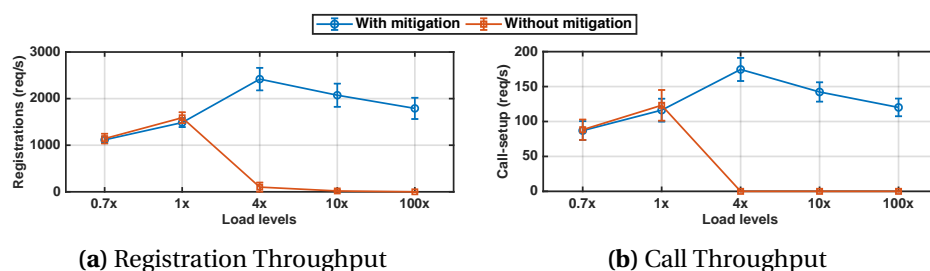 With mitigation Without mitigation
Registrations (req/s)
3000
2000
1000
0
0.7x 1x 4x 10x 100x
Load levels
(a) Registration Throughput
Call-setup (req/s)
200
150
100
50
0
0.7x 1x 4x 10x 100x
Load levels
(b) Call Throughput